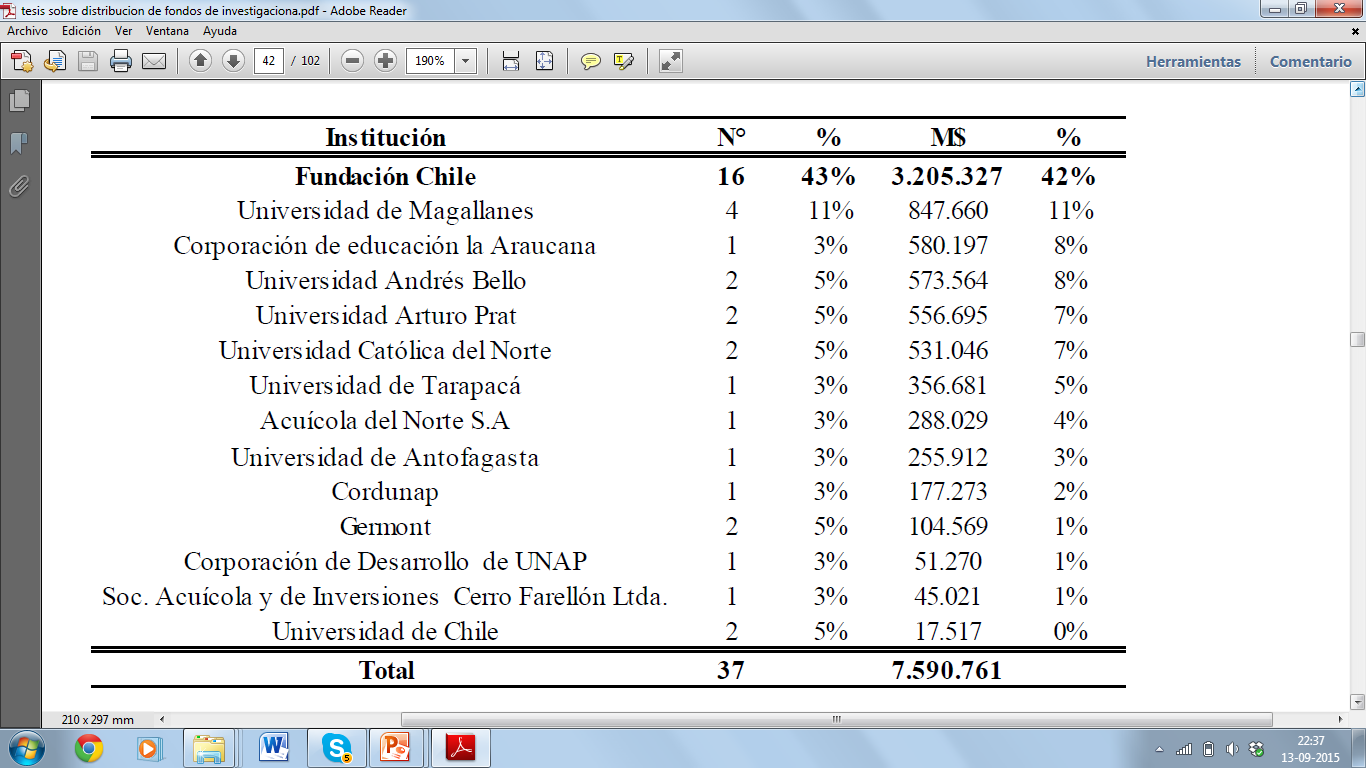 tesis sobre distribucion de fondos de investigaciona.pdf - Adobe Reader
Archivo Edición Ver Ventana Ayuda
42 / 102 190% Herramientas Comentario
Institución N° % M$ %
Fundación Chile 16 43% 3.205.327 42%
Universidad de Magallanes 4 11% 847.660 11%
Corporación de educación la Araucana 1 3% 580.197 8%
Universidad Andrés Bello 2 5% 573.564 8%
Universidad Arturo Prat 2 5% 556.695 7%
Universidad Católica del Norte 2 5% 531.046 7%
Universidad de Tarapacá 1 3% 356.681 5%
Acuícola del Norte S.A 1 3% 288.029 4%
Universidad de Antofagasta 1 3% 255.912 3%
Cordunap 1 3% 177.273 2%
Germont 2 5% 104.569 1%
Corporación de Desarrollo de UNAP 1 3% 51.270 1%
Soc. Acuícola y de Inversiones Cerro Farellón Ltda. 1 3% 45.021 1%
Universidad de Chile 2 5% 17.517 0%
Total 37 7.590.761
210 x 297 mm
5
22:37
13-09-2015